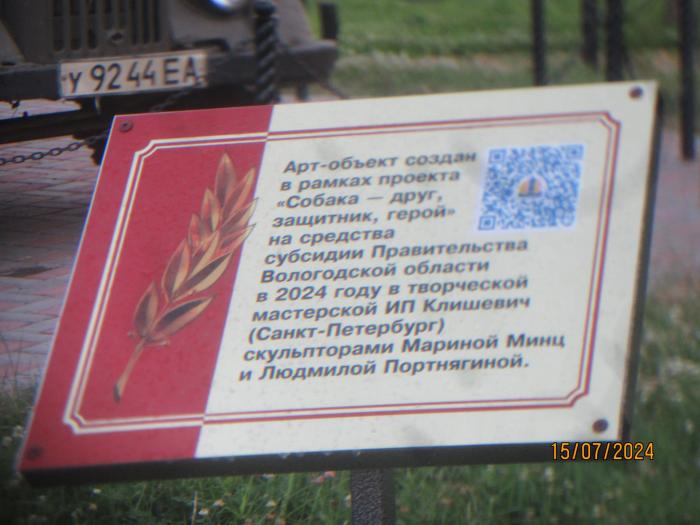 У 9244 ЕА
Арт-объект создан
в рамках проекта
«Собака — друг,
защитник, герой»
на средства
субсидии Правительства
Вологодской области
в 2024 году в творческой
мастерской ИП Клишевич
(Санкт-Петербург)
скульпторами Мариной Минц
и Людмилой Портнягиной.
15/07/2024